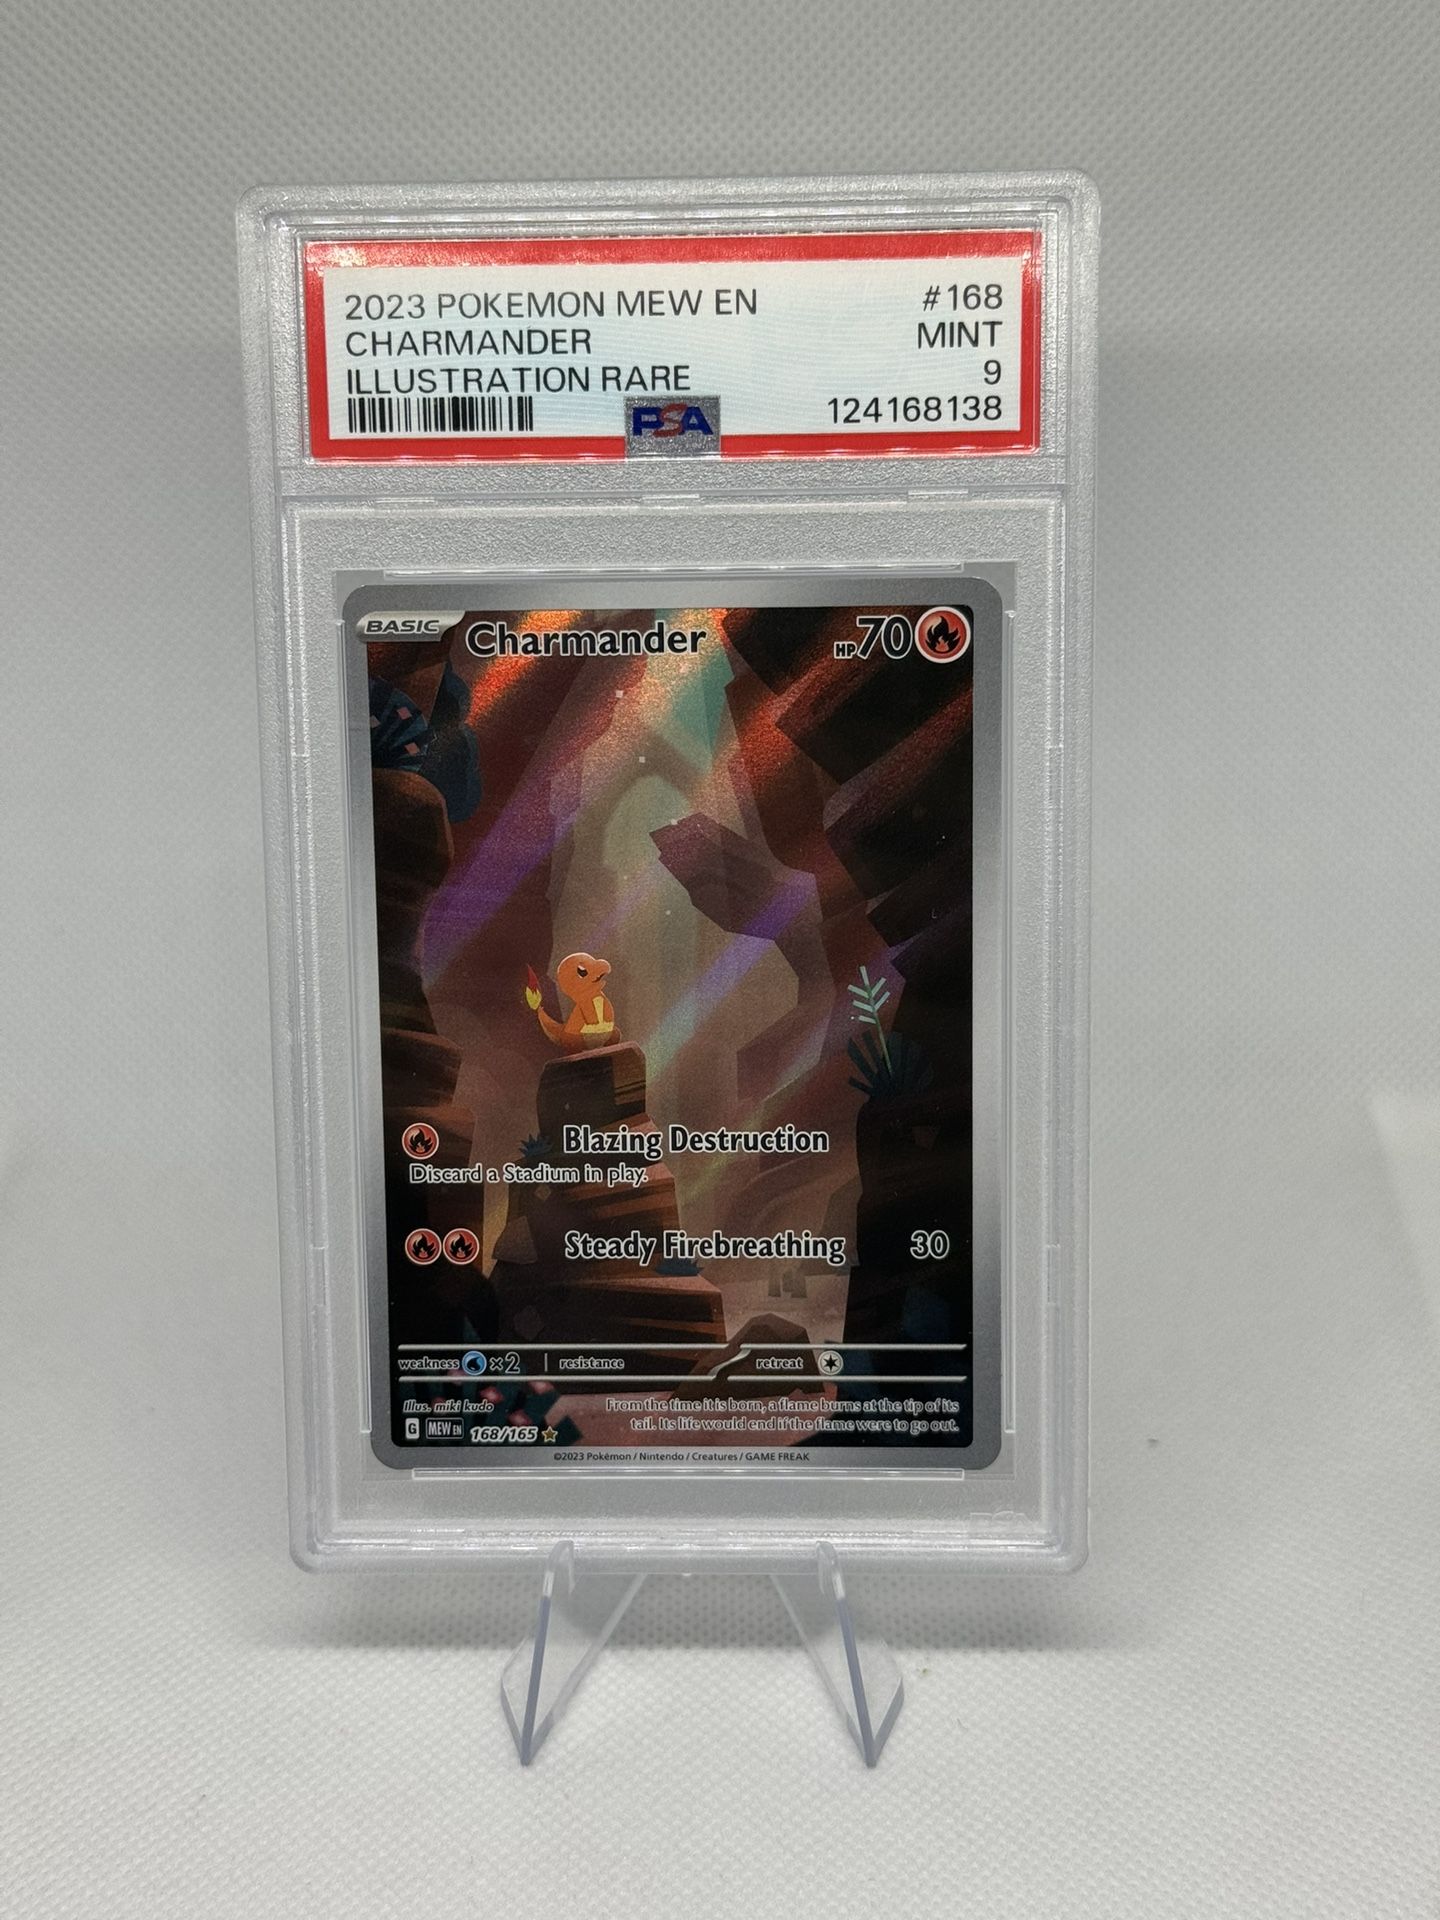 2023 POKEMON MEW EN #168
CHARMANDER MINT
ILLUSTRATION RARE 9
PSA 124168138
BASIC Charmander HP70
Blazing Destruction
Discard a Stadium in play.
Steady Firebreathing 30
weakness ×2 resistance retreat
Illus. miki kudo
From the time it is born, a flame burns at the tip of its
tail. Its life would end if the flame were to go out.
G MEW EN 168/165
©2023 Pokémon / Nintendo / Creatures / GAME FREAK
PSA